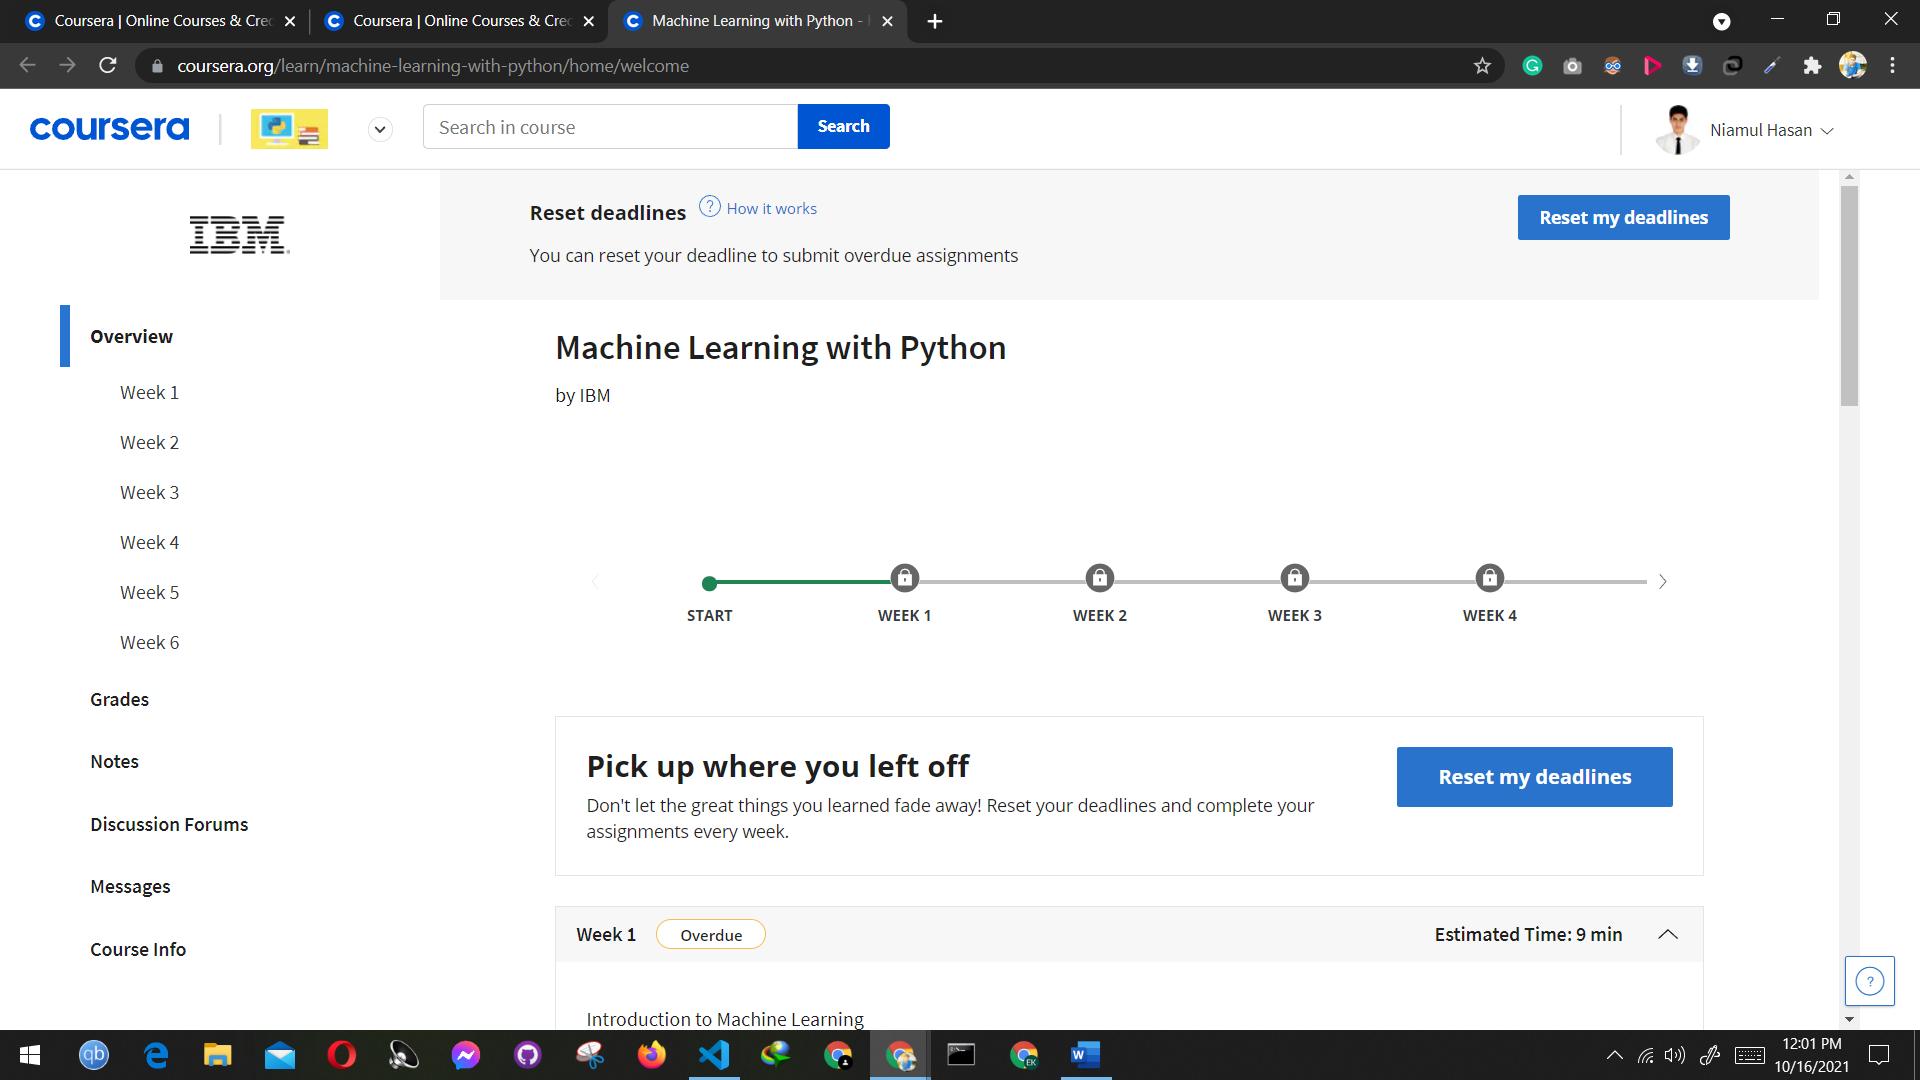 Coursera | Online Courses & Cre
Coursera | Online Courses & Cre
Machine Learning with Python -
coursera.org/learn/machine-learning-with-python/home/welcome
coursera
Search in course
Search
Niamul Hasan
IBM
Reset deadlines
How it works
Reset my deadlines
You can reset your deadline to submit overdue assignments
Overview
Week 1
Week 2
Week 3
Week 4
Week 5
Week 6
Grades
Notes
Discussion Forums
Messages
Course Info
Machine Learning with Python
by IBM
START
WEEK 1
WEEK 2
WEEK 3
WEEK 4
Pick up where you left off
Don't let the great things you learned fade away! Reset your deadlines and complete your
assignments every week.
Reset my deadlines
Week 1
Overdue
Estimated Time: 9 min
Introduction to Machine Learning
qb
EK
12:01 PM
10/16/2021